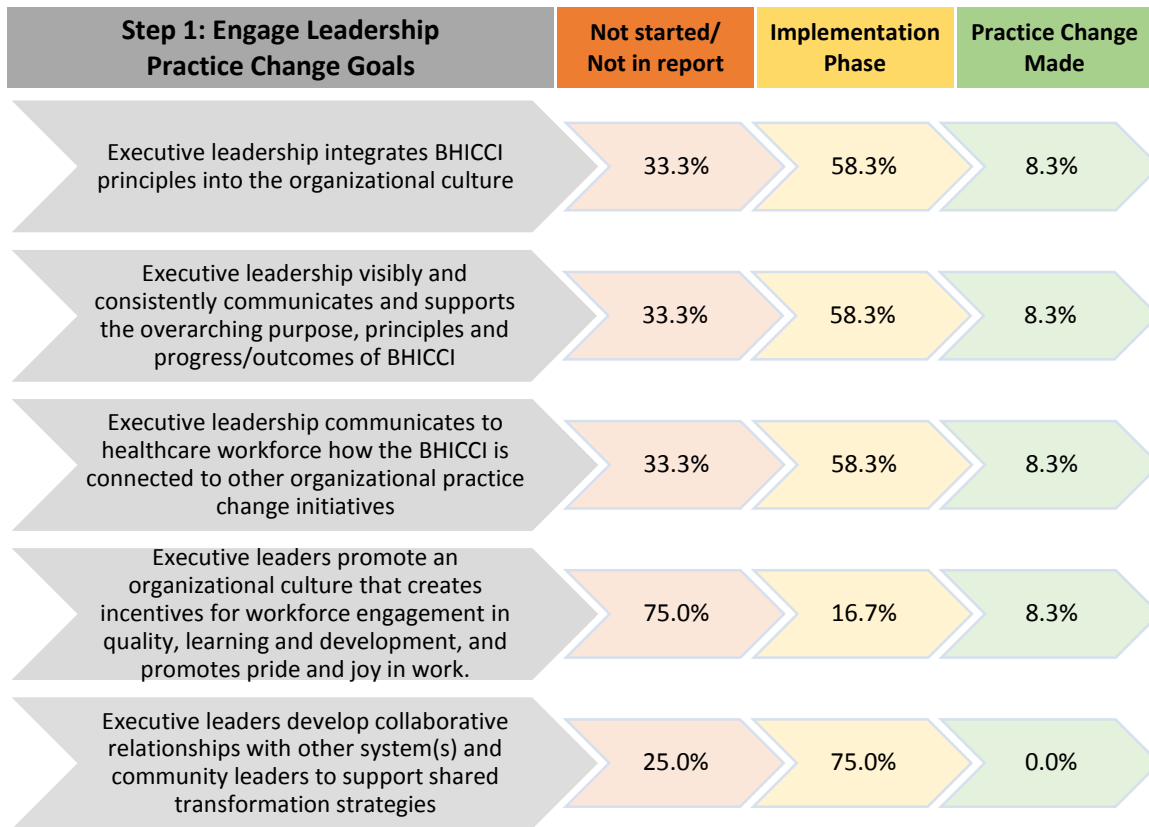 Step 1: Engage Leadership
Practice Change Goals
Not started/
Not in report
Implementation
Phase
Practice Change
Made
Executive leadership integrates BHICCI
principles into the organizational culture
33.3%
58.3%
8.3%
Executive leadership visibly and
consistently communicates and supports
the overarching purpose, principles and
progress/outcomes of BHICCI
33.3%
58.3%
8.3%
Executive leadership communicates to
healthcare workforce how the BHICCI is
connected to other organizational practice
change initiatives
33.3%
58.3%
8.3%
Executive leaders promote an
organizational culture that creates
incentives for workforce engagement in
quality, learning and development, and
promotes pride and joy in work.
75.0%
16.7%
8.3%
Executive leaders develop collaborative
relationships with other system(s) and
community leaders to support shared
transformation strategies
25.0%
75.0%
0.0%